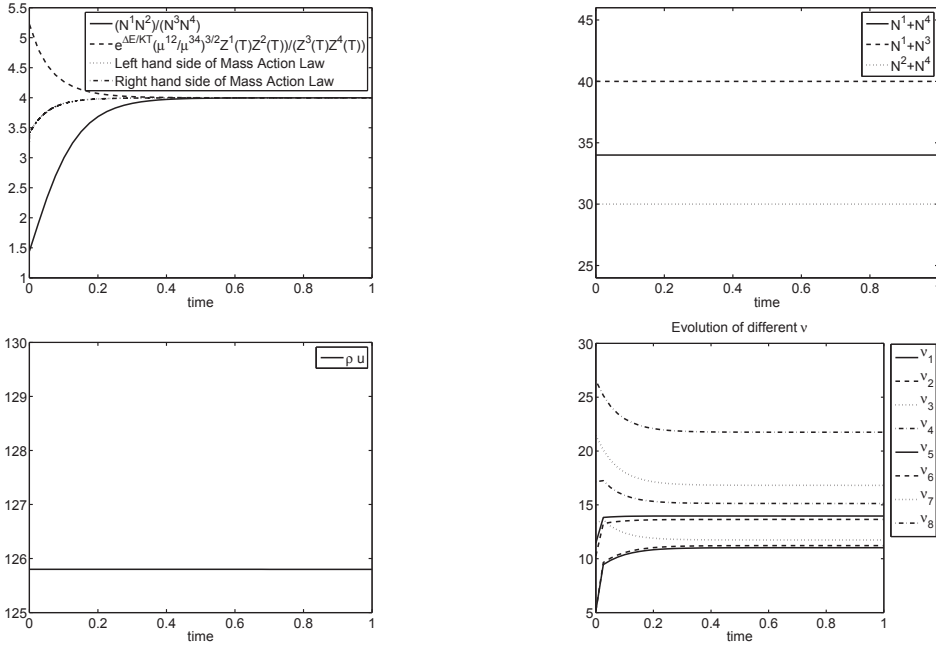 5.5
5
4.5
4
3.5
3
2.5
2
1.5
1
0
0.2
0.4
0.6
0.8
1
time
(N¹N²)/(N³N⁴)
e^{ΔE/KT}(μ¹²/μ³⁴)^{3/2}Z¹(T)Z²(T))/(Z³(T)Z⁴(T))
Left hand side of Mass Action Law
Right hand side of Mass Action Law
45
40
35
30
25
0
0.2
0.4
0.6
0.8
1
time
N¹+N⁴
N¹+N³
N²+N⁴
130
129
128
127
126
125
0
0.2
0.4
0.6
0.8
1
time
ρ u
Evolution of different ν
30
25
20
15
10
5
0
0.2
0.4
0.6
0.8
1
time
ν₁
ν₂
ν₃
ν₄
ν₅
ν₆
ν₇
ν₈